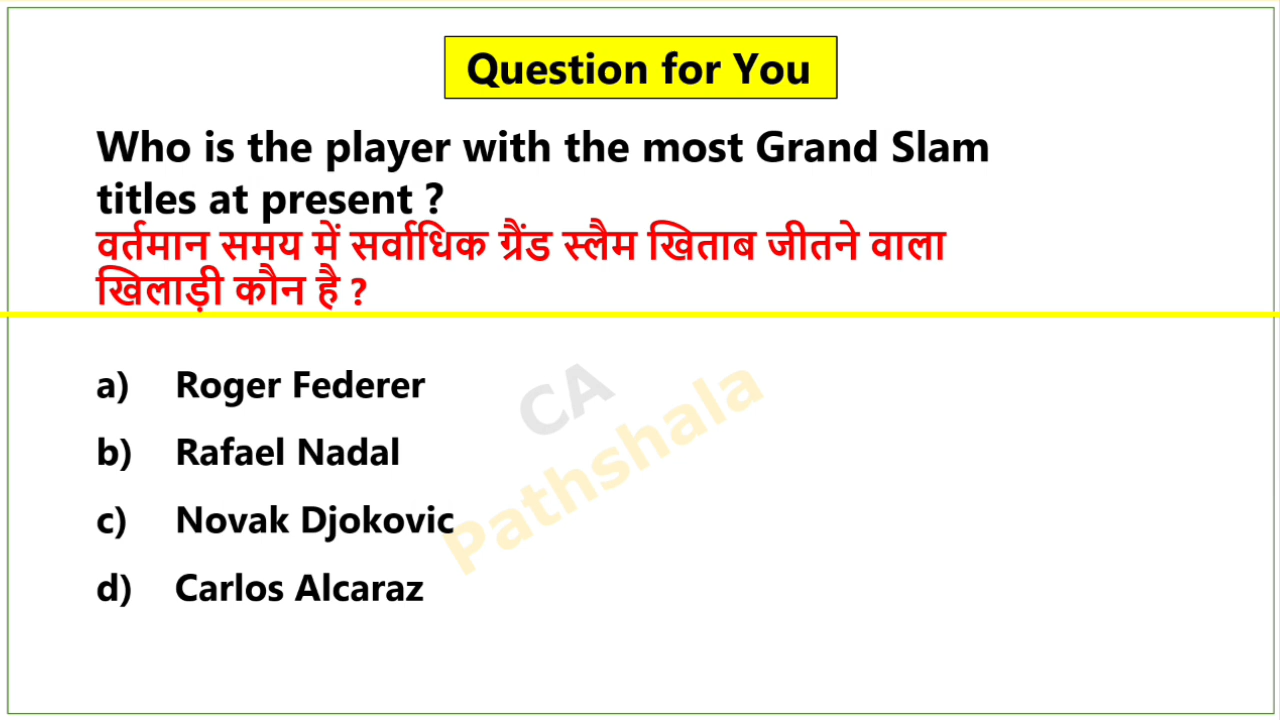 Question for You
Who is the player with the most Grand Slam
titles at present ?
वर्तमान समय में सर्वाधिक ग्रैंड स्लैम खिताब जीतने वाला
खिलाड़ी कौन है ?
a) Roger Federer
b) Rafael Nadal
c) Novak Djokovic
d) Carlos Alcaraz
CA
Pathshala